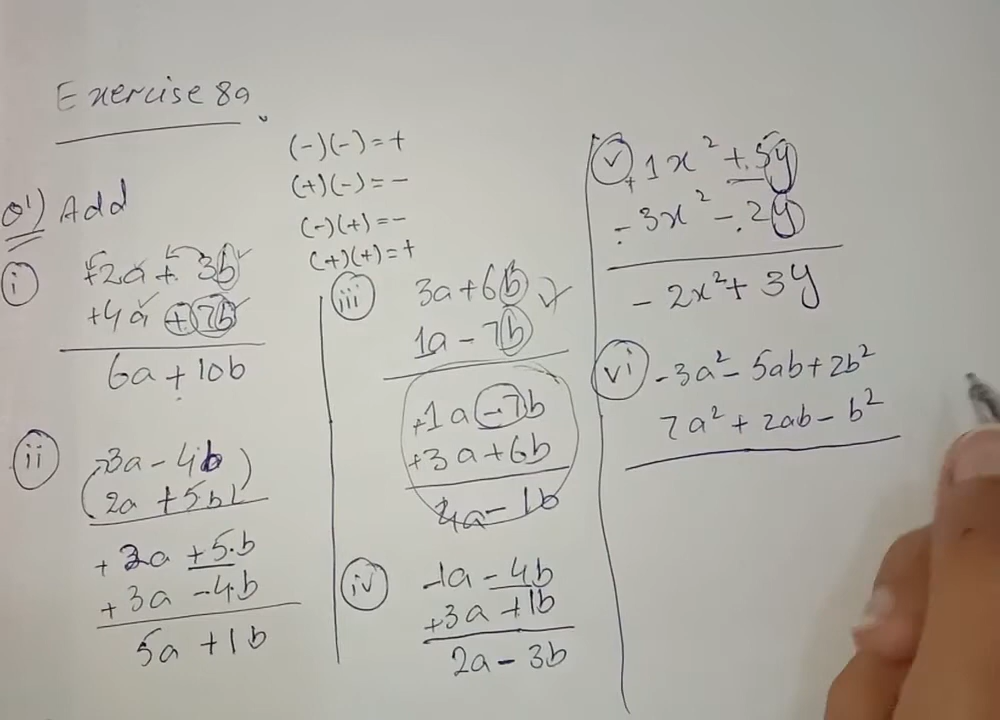 Exercise 8a
Q1) Add
(-)(-)=+
(+)(-)=-
(-)(+)=-
(+)(+)=+
i
+2a + 3b
+4a + 7b
6a + 10b
ii
3a - 4b
2a + 5b
+ 2a + 5b
+ 3a - 4b
5a + 1b
iii
3a + 6b
1a - 7b
+1a - 7b
+3a + 6b
4a - 1b
iv
-1a - 4b
+3a + 1b
2a - 3b
v
+1x² + 5y
-3x² - 2y
-2x² + 3y
vi
-3a² - 5ab + 2b²
7a² + 2ab - b²